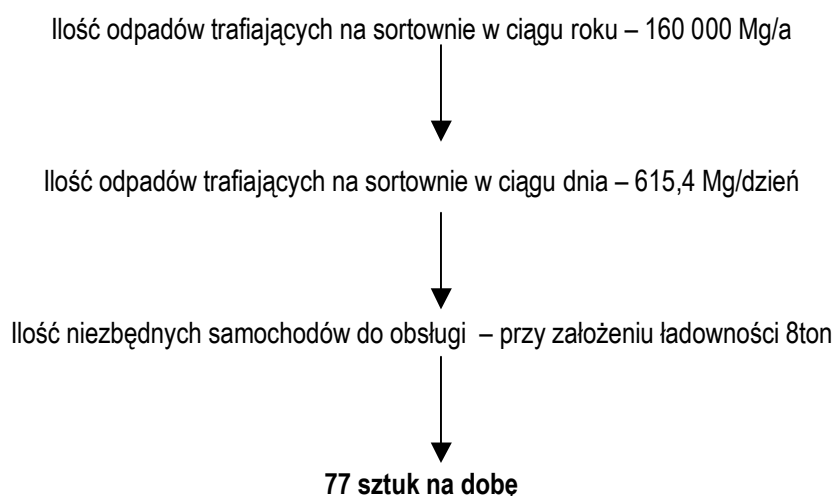 Ilość odpadów trafiających na sortownie w ciągu roku – 160 000 Mg/a
Ilość odpadów trafiających na sortownie w ciągu dnia – 615,4 Mg/dzień
Ilość niezbędnych samochodów do obsługi – przy założeniu ładowności 8ton
77 sztuk na dobę